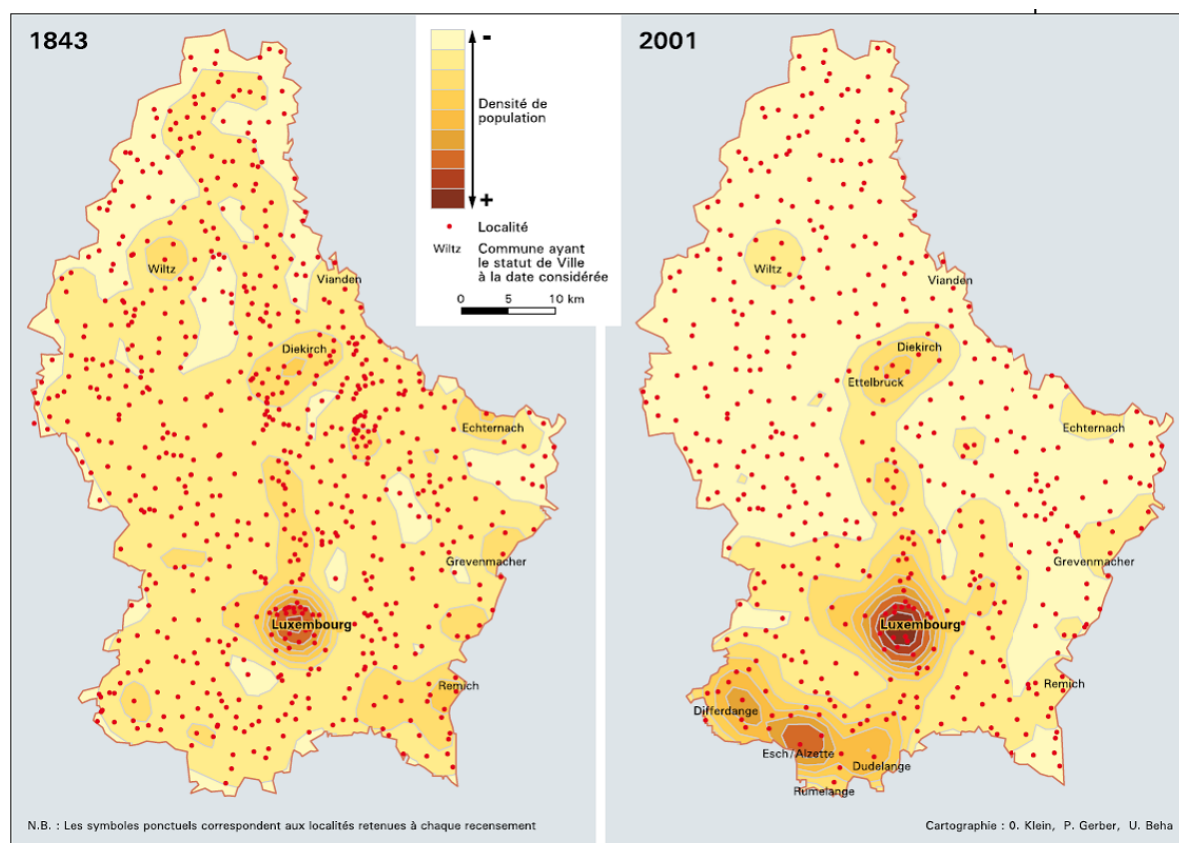 1843
-
Densité de
population
+
Localité
Wiltz
Commune ayant
le statut de Ville
à la date considérée
0 5 10 km
Wiltz
Vianden
Diekirch
Echternach
Grevenmacher
Luxembourg
Remich
N.B. : Les symboles ponctuels correspondent aux localités retenues à chaque recensement
2001
Wiltz
Vianden
Diekirch
Ettelbruck
Echternach
Grevenmacher
Luxembourg
Remich
Differdange
Esch/Alzette
Dudelange
Rumelange
Cartographie : O. Klein, P. Gerber, U. Beha